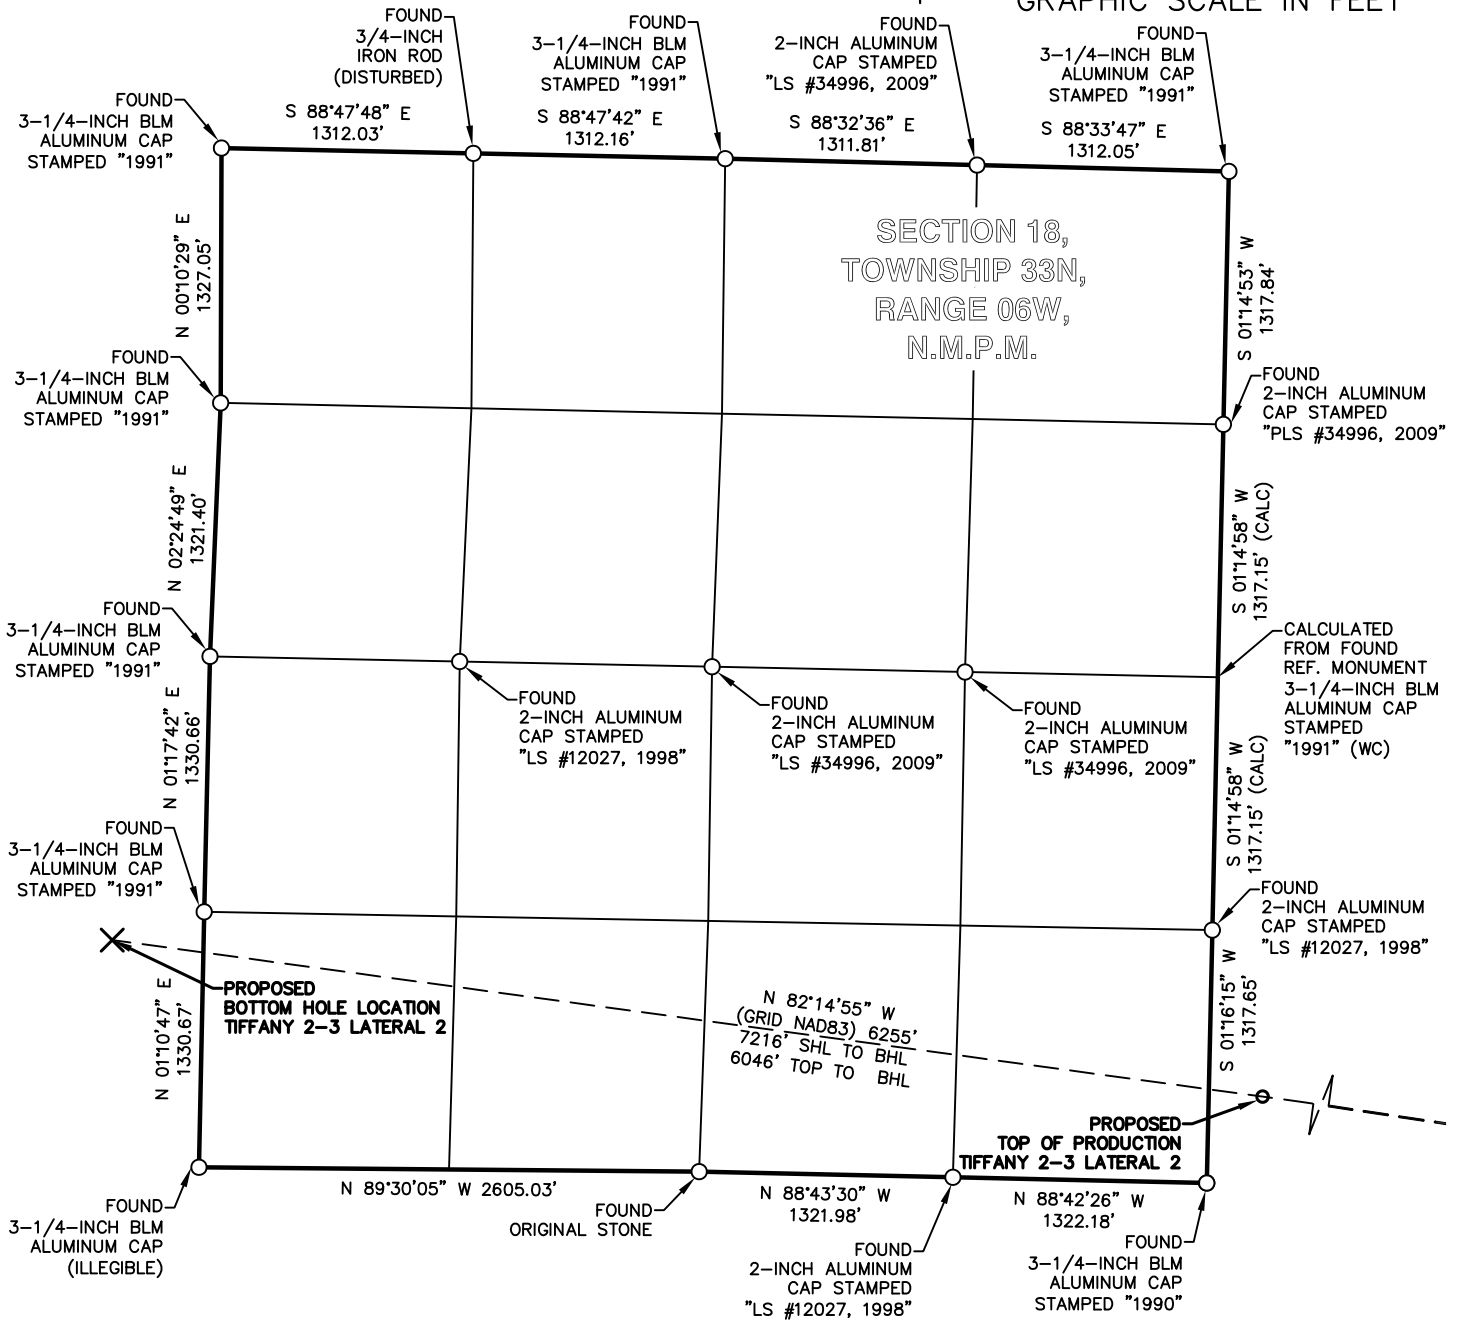 GRAPHIC SCALE IN FEET
FOUND
3/4-INCH
IRON ROD
(DISTURBED)
FOUND
3-1/4-INCH BLM
ALUMINUM CAP
STAMPED "1991"
FOUND
2-INCH ALUMINUM
CAP STAMPED
"LS #34996, 2009"
FOUND
3-1/4-INCH BLM
ALUMINUM CAP
STAMPED "1991"
FOUND
3-1/4-INCH BLM
ALUMINUM CAP
STAMPED "1991"
S 88°47'48" E
1312.03'
S 88°47'42" E
1312.16'
S 88°32'36" E
1311.81'
S 88°33'47" E
1312.05'
SECTION 18,
TOWNSHIP 33N,
RANGE 06W,
N.M.P.M.
N 00°10'29" E
1327.05'
S 01°14'53" W
1317.84'
FOUND
3-1/4-INCH BLM
ALUMINUM CAP
STAMPED "1991"
FOUND
2-INCH ALUMINUM
CAP STAMPED
"PLS #34996, 2009"
N 02°24'49" E
1321.40'
S 01°14'58" W
1317.15' (CALC)
FOUND
3-1/4-INCH BLM
ALUMINUM CAP
STAMPED "1991"
CALCULATED
FROM FOUND
REF. MONUMENT
3-1/4-INCH BLM
ALUMINUM CAP
STAMPED
"1991" (WC)
FOUND
2-INCH ALUMINUM
CAP STAMPED
"LS #12027, 1998"
FOUND
2-INCH ALUMINUM
CAP STAMPED
"LS #34996, 2009"
FOUND
2-INCH ALUMINUM
CAP STAMPED
"LS #34996, 2009"
N 01°17'42" E
1330.66'
S 01°14'58" W
1317.15' (CALC)
FOUND
3-1/4-INCH BLM
ALUMINUM CAP
STAMPED "1991"
FOUND
2-INCH ALUMINUM
CAP STAMPED
"LS #12027, 1998"
PROPOSED
BOTTOM HOLE LOCATION
TIFFANY 2-3 LATERAL 2
N 01°10'47" E
1330.67'
N 82°14'55" W
(GRID NAD83) 6255'
7216' SHL TO BHL
6046' TOP TO BHL
S 01°16'15" W
1317.65'
PROPOSED
TOP OF PRODUCTION
TIFFANY 2-3 LATERAL 2
N 89°30'05" W 2605.03'
N 88°43'30" W
1321.98'
N 88°42'26" W
1322.18'
FOUND
3-1/4-INCH BLM
ALUMINUM CAP
(ILLEGIBLE)
FOUND
ORIGINAL STONE
FOUND
2-INCH ALUMINUM
CAP STAMPED
"LS #12027, 1998"
FOUND
3-1/4-INCH BLM
ALUMINUM CAP
STAMPED "1990"